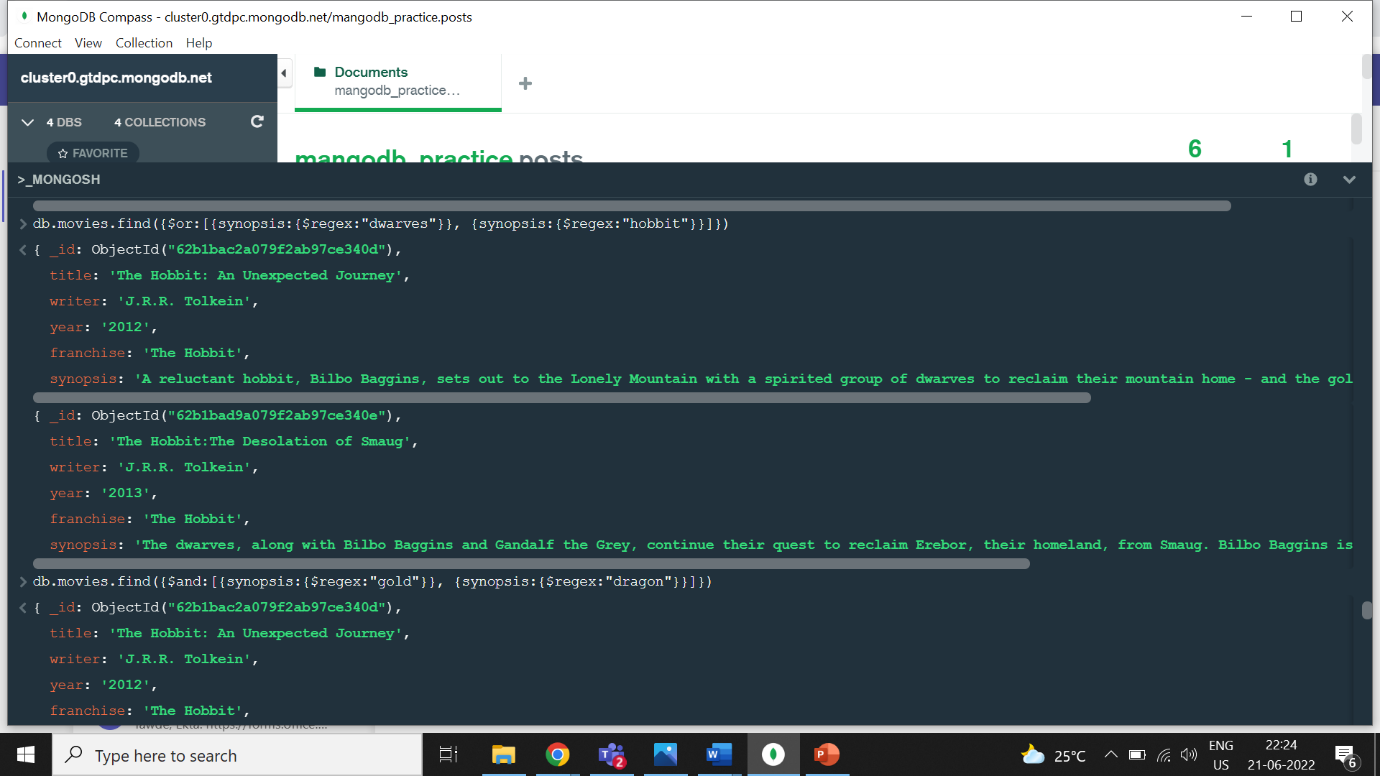 MongoDB Compass - cluster0.gtdpc.mongodb.net/mangodb_practice.posts
Connect View Collection Help
cluster0.gtdpc.mongodb.net
Documents
mangodb_practice…
4 DBS 4 COLLECTIONS
FAVORITE
mangodb_practice.posts
6 1
>_MONGOSH
> db.movies.find({$or:[{synopsis:{$regex:"dwarves"}}, {synopsis:{$regex:"hobbit"}}]})
< { _id: ObjectId("62b1bac2a079f2ab97ce340d"),
title: 'The Hobbit: An Unexpected Journey',
writer: 'J.R.R. Tolkein',
year: '2012',
franchise: 'The Hobbit',
synopsis: 'A reluctant hobbit, Bilbo Baggins, sets out to the Lonely Mountain with a spirited group of dwarves to reclaim their mountain home - and the gol
{ _id: ObjectId("62b1bad9a079f2ab97ce340e"),
title: 'The Hobbit:The Desolation of Smaug',
writer: 'J.R.R. Tolkein',
year: '2013',
franchise: 'The Hobbit',
synopsis: 'The dwarves, along with Bilbo Baggins and Gandalf the Grey, continue their quest to reclaim Erebor, their homeland, from Smaug. Bilbo Baggins is
> db.movies.find({$and:[{synopsis:{$regex:"gold"}}, {synopsis:{$regex:"dragon"}}]})
< { _id: ObjectId("62b1bac2a079f2ab97ce340d"),
title: 'The Hobbit: An Unexpected Journey',
writer: 'J.R.R. Tolkein',
year: '2012',
franchise: 'The Hobbit',
Type here to search
T 2 W P
25°C
ENG
US
22:24
21-06-2022
6